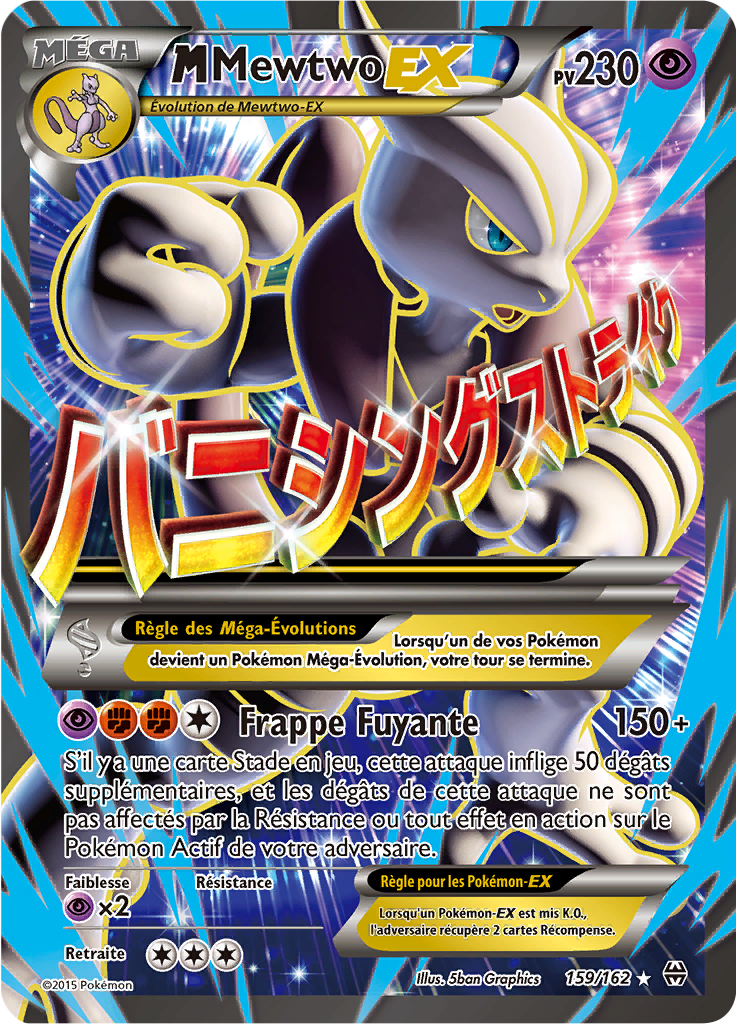 MÉGA
M Mewtwo EX
PV230
Évolution de Mewtwo-EX
バニシングストライク
Règle des Méga-Évolutions
Lorsqu'un de vos Pokémon
devient un Pokémon Méga-Évolution, votre tour se termine.
Frappe Fuyante 150+
S'il y a une carte Stade en jeu, cette attaque inflige 50 dégâts
supplémentaires, et les dégâts de cette attaque ne sont
pas affectés par la Résistance ou tout effet en action sur le
Pokémon Actif de votre adversaire.
Faiblesse Résistance
×2
Règle pour les Pokémon-EX
Lorsqu'un Pokémon-EX est mis K.O.,
l'adversaire récupère 2 cartes Récompense.
Retraite
©2015 Pokémon
Illus. 5ban Graphics
159/162 ★